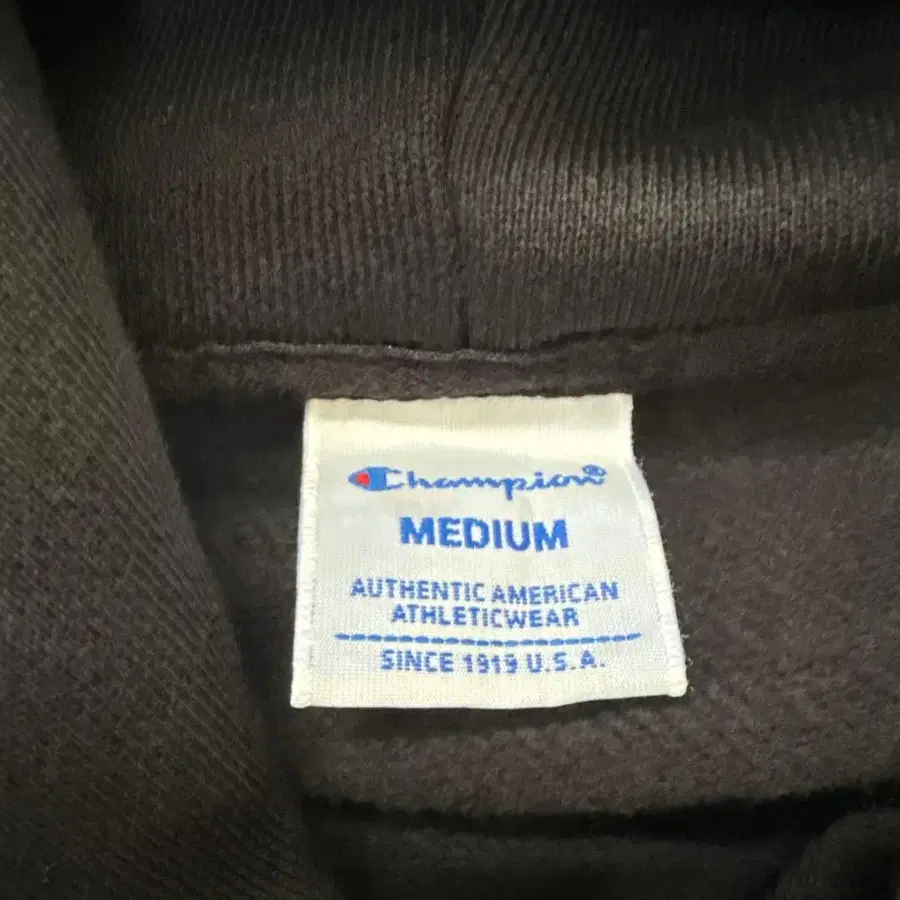 Champion®
MEDIUM
AUTHENTIC AMERICAN
ATHLETICWEAR
SINCE 1919 U.S.A.